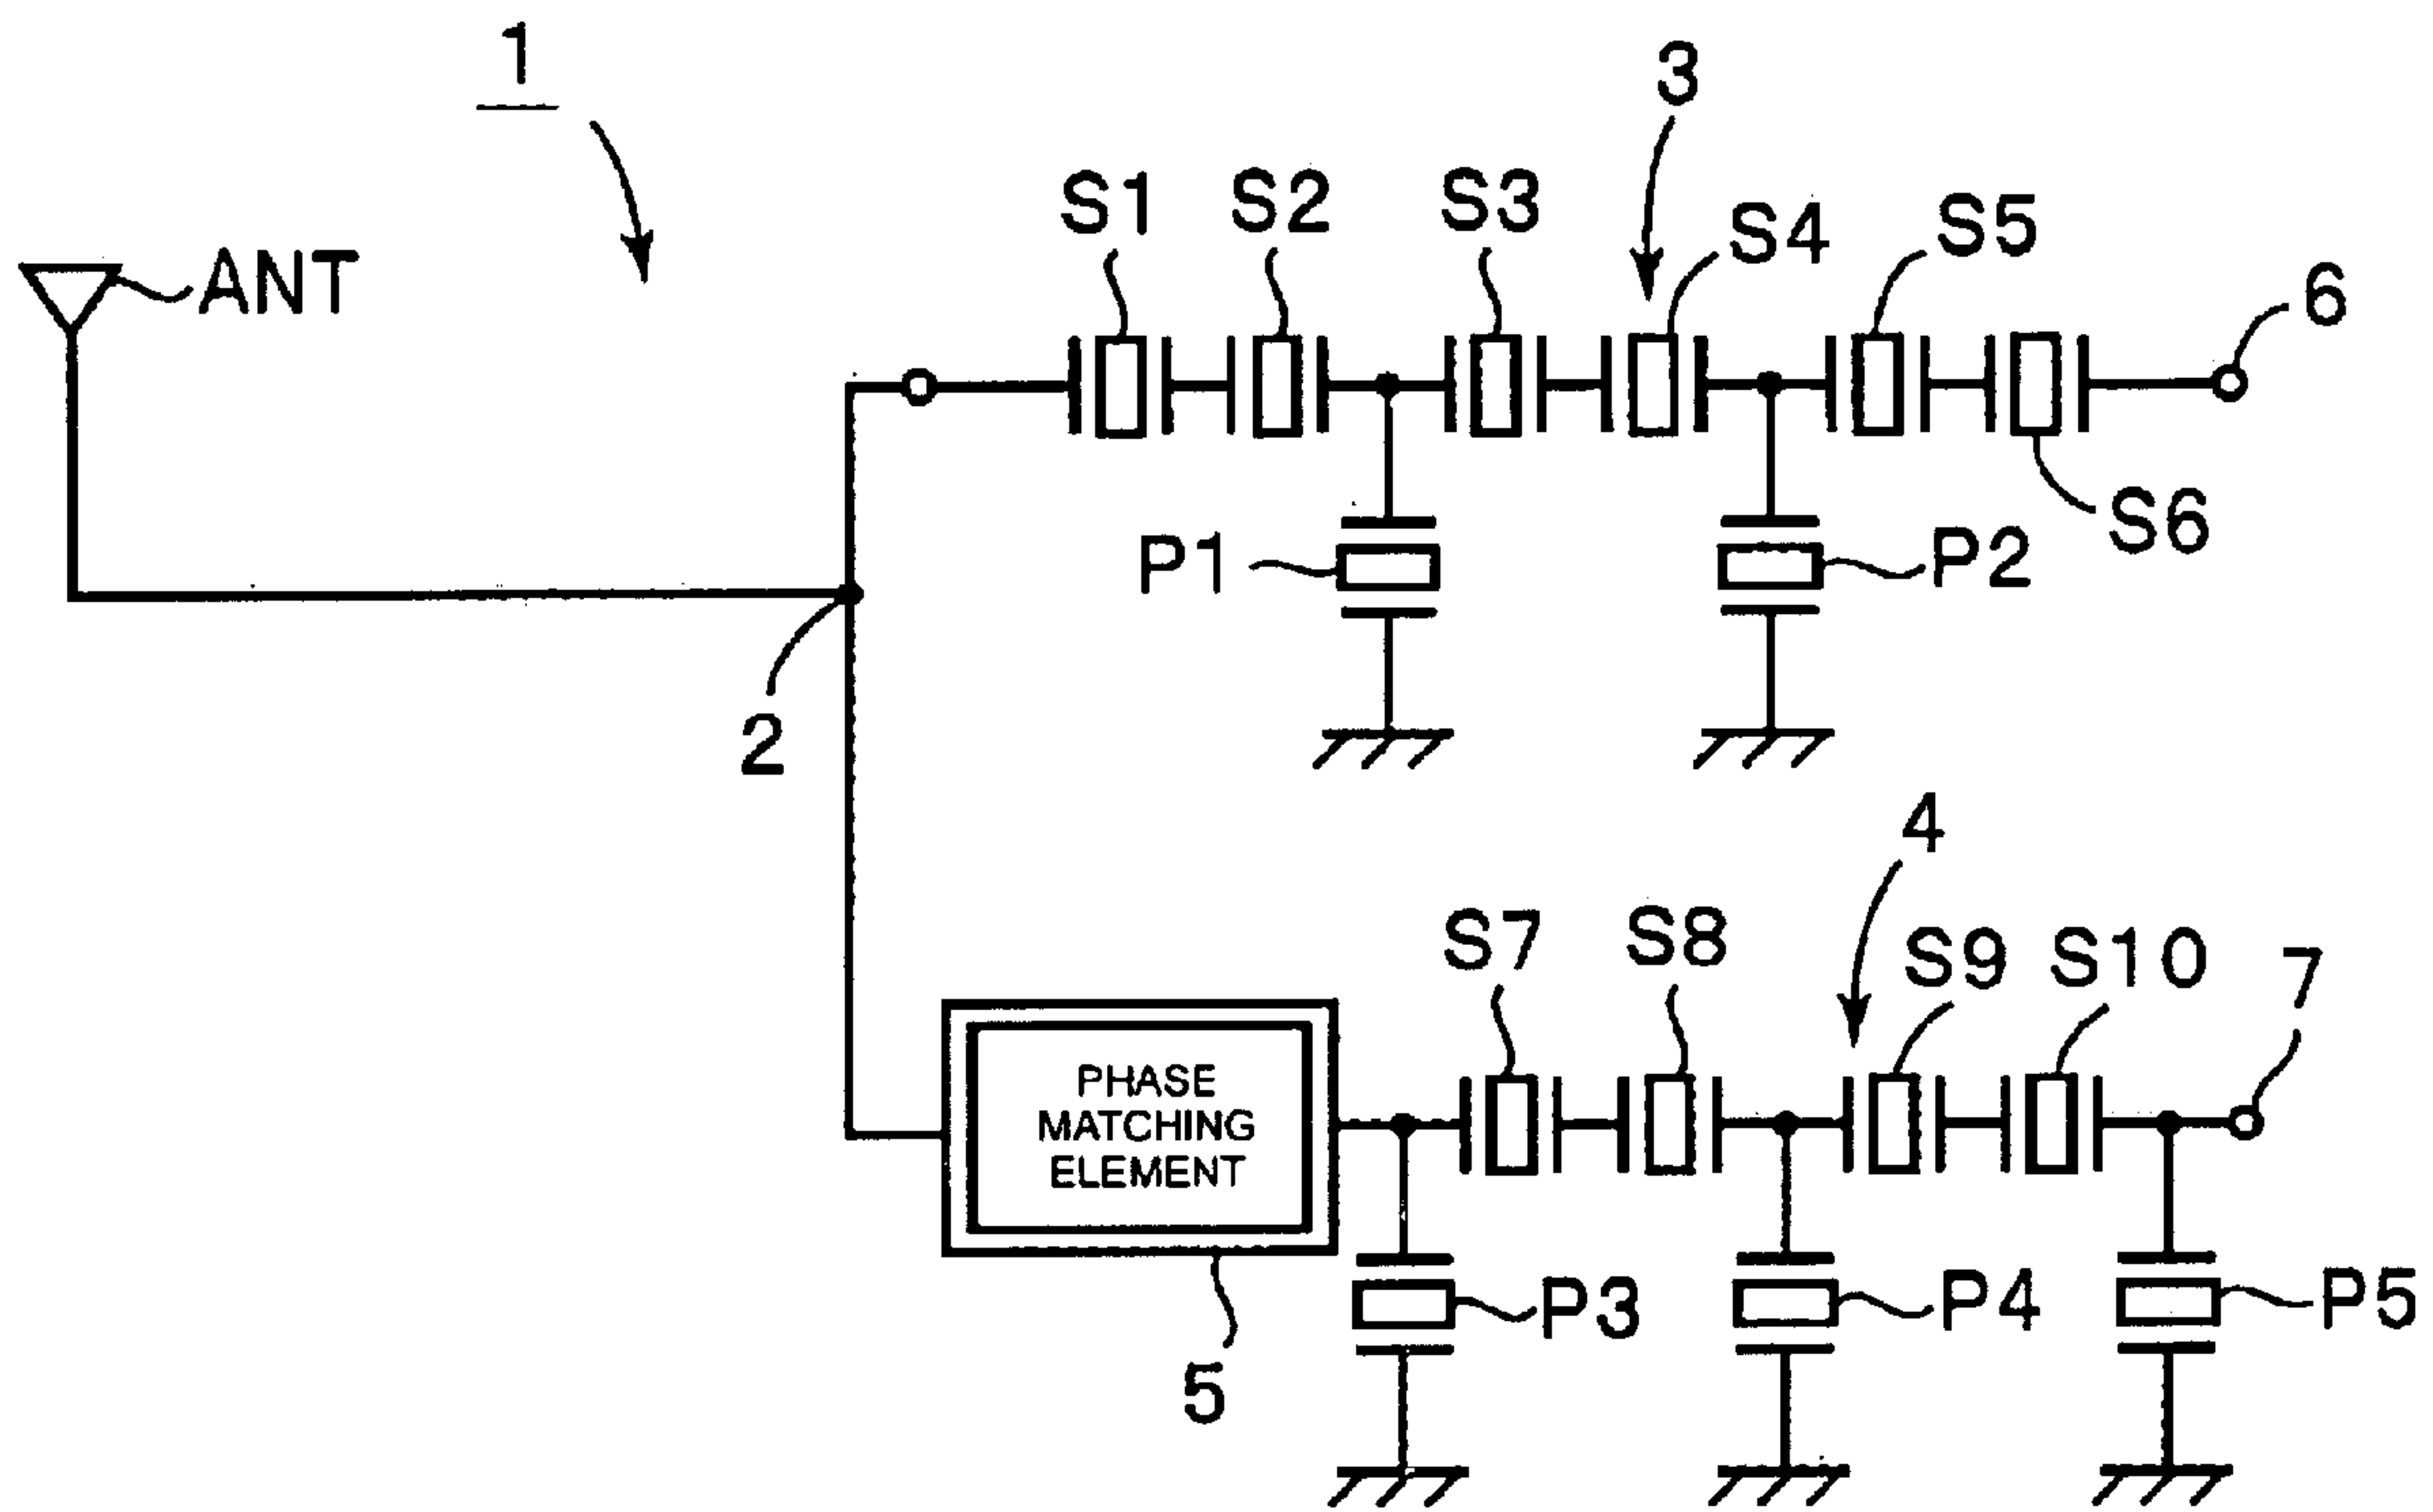 1
3
S1 S2 S3 S4 S5
ANT
6
S6
P1 P2
2
4
S7 S8 S9 S10 7
PHASE
MATCHING
ELEMENT
P3 P4 P5
5